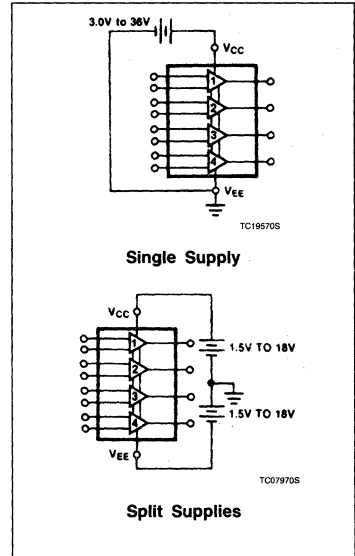 3.0V to 36V
VCC
1
2
3
4
VEE
TC19570S
Single Supply
VCC
1
2
3
4
1.5V TO 18V
1.5V TO 18V
VEE
TC07970S
Split Supplies